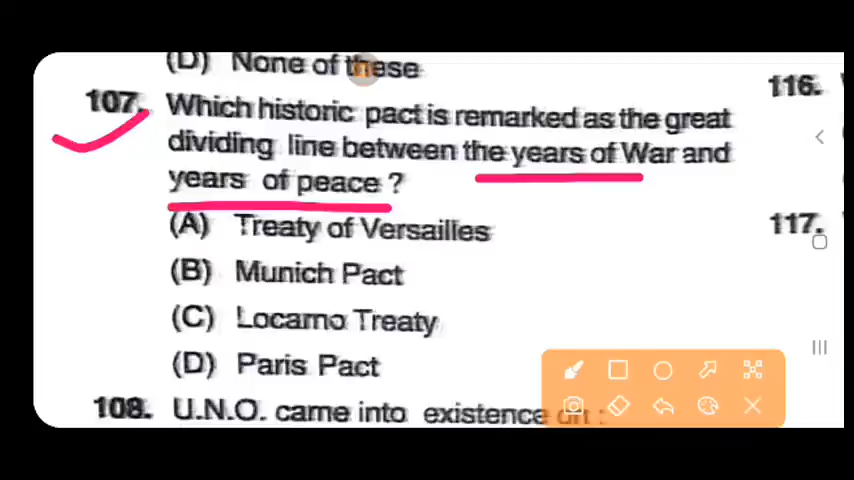 (D) None of these
107. Which historic pact is remarked as the great
dividing line between the years of War and
years of peace ?
(A) Treaty of Versailles
(B) Munich Pact
(C) Locarno Treaty
(D) Paris Pact
108. U.N.O. came into existence on :
116.
117.